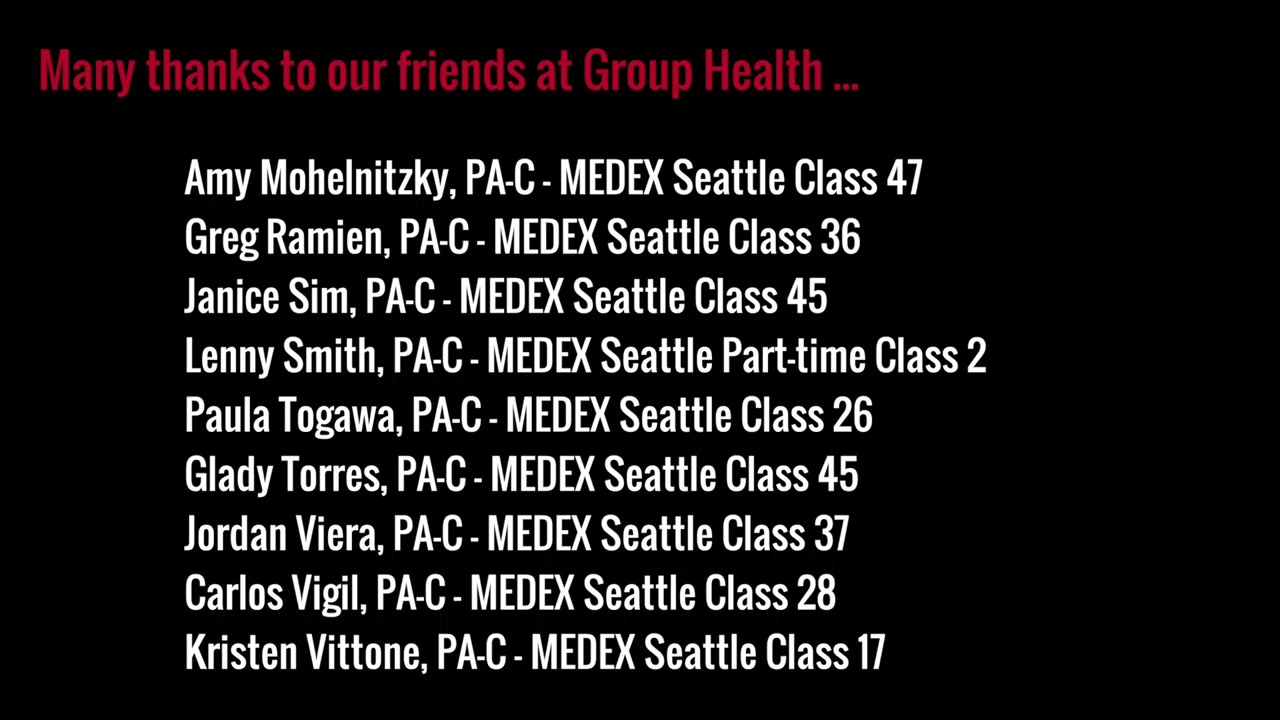 Many thanks to our friends at Group Health ...
Amy Mohelnitzky, PA-C - MEDEX Seattle Class 47
Greg Ramien, PA-C - MEDEX Seattle Class 36
Janice Sim, PA-C - MEDEX Seattle Class 45
Lenny Smith, PA-C - MEDEX Seattle Part-time Class 2
Paula Togawa, PA-C - MEDEX Seattle Class 26
Glady Torres, PA-C - MEDEX Seattle Class 45
Jordan Viera, PA-C - MEDEX Seattle Class 37
Carlos Vigil, PA-C - MEDEX Seattle Class 28
Kristen Vittone, PA-C - MEDEX Seattle Class 17